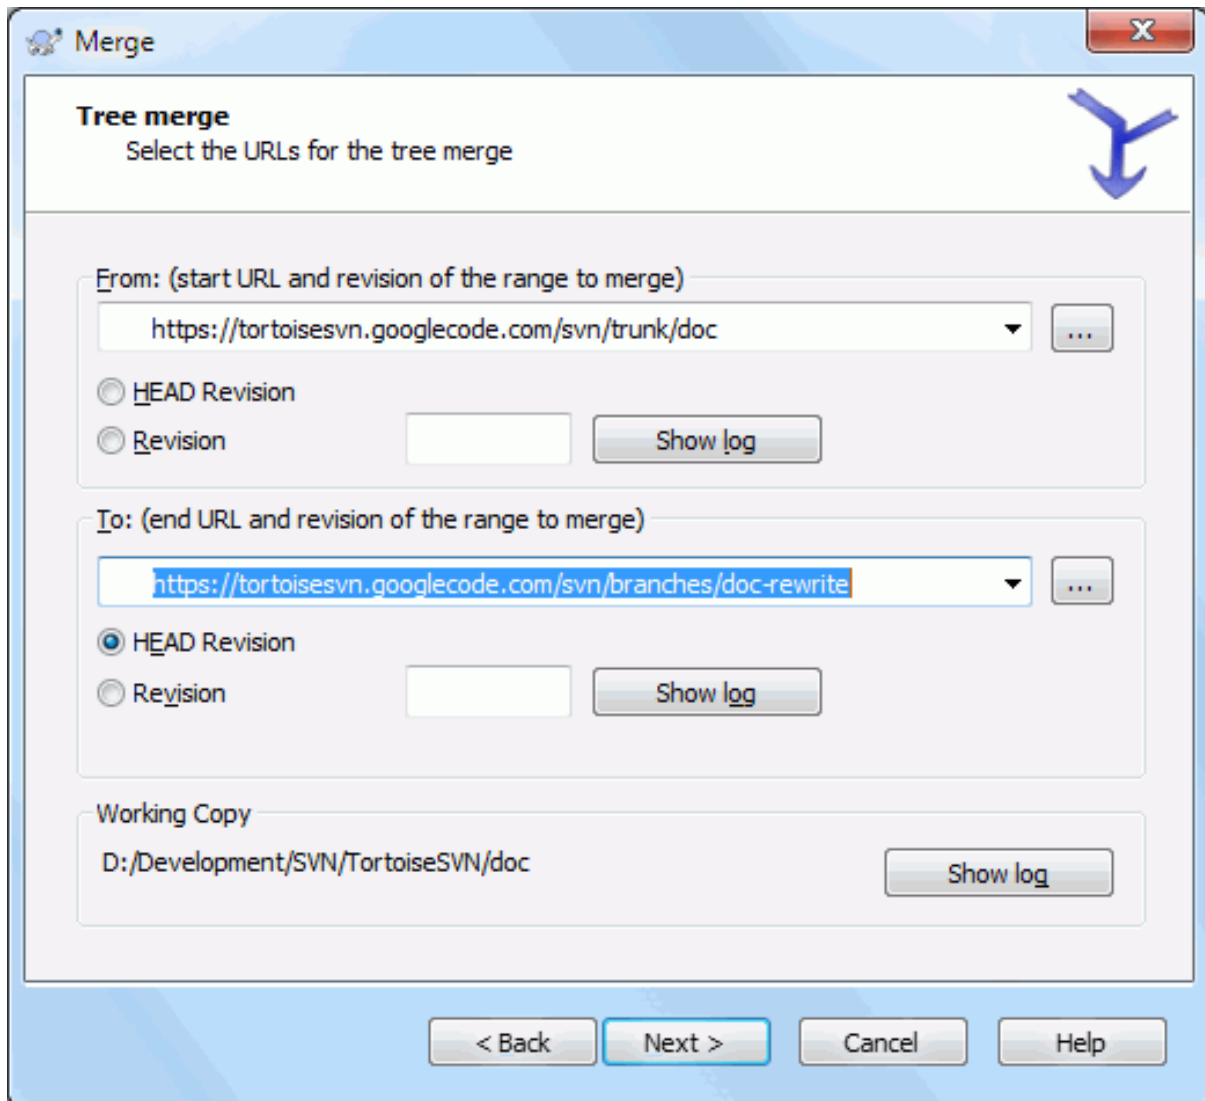 Merge
Tree merge
Select the URLs for the tree merge
From: (start URL and revision of the range to merge)
https://tortoisesvn.googlecode.com/svn/trunk/doc
...
HEAD Revision
Revision
Show log
To: (end URL and revision of the range to merge)
https://tortoisesvn.googlecode.com/svn/branches/doc-rewrite
...
HEAD Revision
Revision
Show log
Working Copy
D:/Development/SVN/TortoiseSVN/doc
Show log
< Back
Next >
Cancel
Help